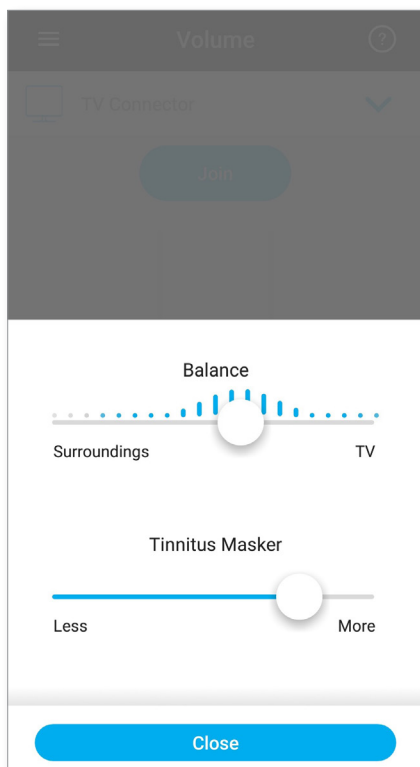 Volume
?
TV Connector
Join
Balance
Surroundings TV
Tinnitus Masker
Less More
Close